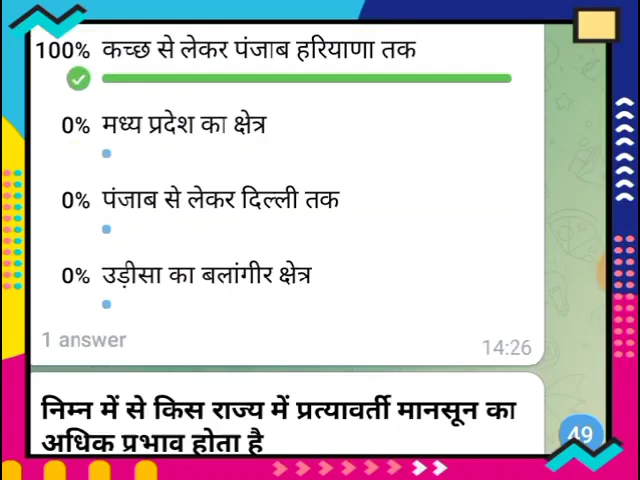 100% कच्छ से लेकर पंजाब हरियाणा तक
0% मध्य प्रदेश का क्षेत्र
0% पंजाब से लेकर दिल्ली तक
0% उड़ीसा का बलांगीर क्षेत्र
1 answer
14:26
निम्न में से किस राज्य में प्रत्यावर्ती मानसून का
अधिक प्रभाव होता है
49